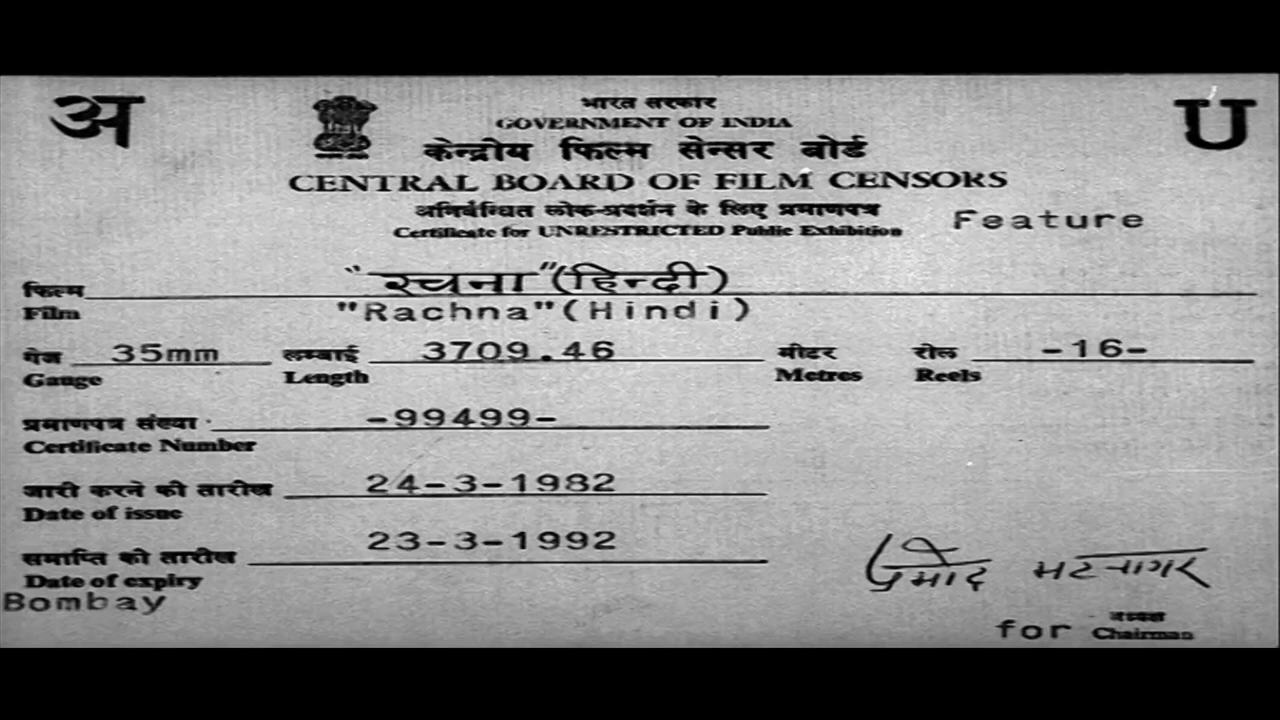 अ
U
भारत सरकार
GOVERNMENT OF INDIA
केन्द्रीय फिल्म सेन्सर बोर्ड
CENTRAL BOARD OF FILM CENSORS
अनिर्बन्धित लोक-प्रदर्शन के लिए प्रमाणपत्र
Certificate for UNRESTRICTED Public Exhibition Feature
फिल्म "रचना" (हिन्दी)
Film "Rachna" (Hindi)
गेज 35mm लम्बाई 3709.46 मीटर रील -16-
Gauge Length Metres Reels
प्रमाणपत्र संख्या -99499-
Certificate Number
जारी करने की तारीख 24-3-1982
Date of issue
समाप्ति की तारीख 23-3-1992
Date of expiry
Bombay
प्रमोद भटनागर
अध्यक्ष
for Chairman